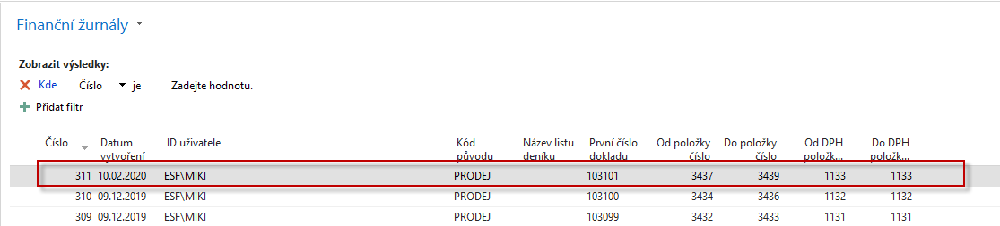 Finanční žurnály
Zobrazit výsledky:
Kde Číslo je Zadejte hodnotu.
Přidat filtr
Číslo Datum vytvoření ID uživatele Kód původu Název listu deníku První číslo dokladu Od položky číslo Do položky číslo Od DPH položk... Do DPH položk...
311 10.02.2020 ESF\MIKI PRODEJ 103101 3437 3439 1133 1133
310 09.12.2019 ESF\MIKI PRODEJ 103100 3434 3436 1132 1132
309 09.12.2019 ESF\MIKI PRODEJ 103099 3432 3433 1131 1131